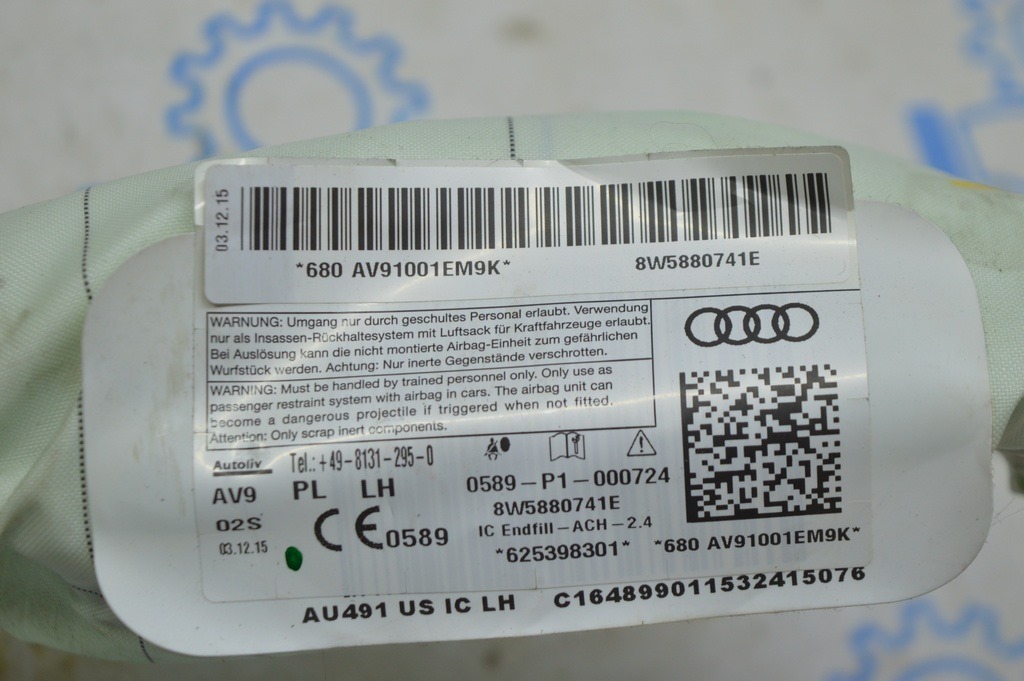 03.12.15
*680 AV91001EM9K*
8W5880741E
WARNUNG: Umgang nur durch geschultes Personal erlaubt. Verwendung
nur als Insassen-Rückhaltesystem mit Luftsack für Kraftfahrzeuge erlaubt.
Bei Auslösung kann die nicht montierte Airbag-Einheit zum gefährlichen
Wurfstück werden. Achtung: Nur inerte Gegenstände verschrotten.
WARNING: Must be handled by trained personnel only. Only use as
passenger restraint system with airbag in cars. The airbag unit can
become a dangerous projectile if triggered when not fitted.
Attention: Only scrap inert components.
Autoliv
Tel.: +49-8131-295-0
AV9 PL LH
0589-P1-000724
02S
8W5880741E
CE0589
IC Endfill-ACH-2.4
03.12.15
*625398301*
*680 AV91001EM9K*
AU491 US IC LH
C164899011532415076